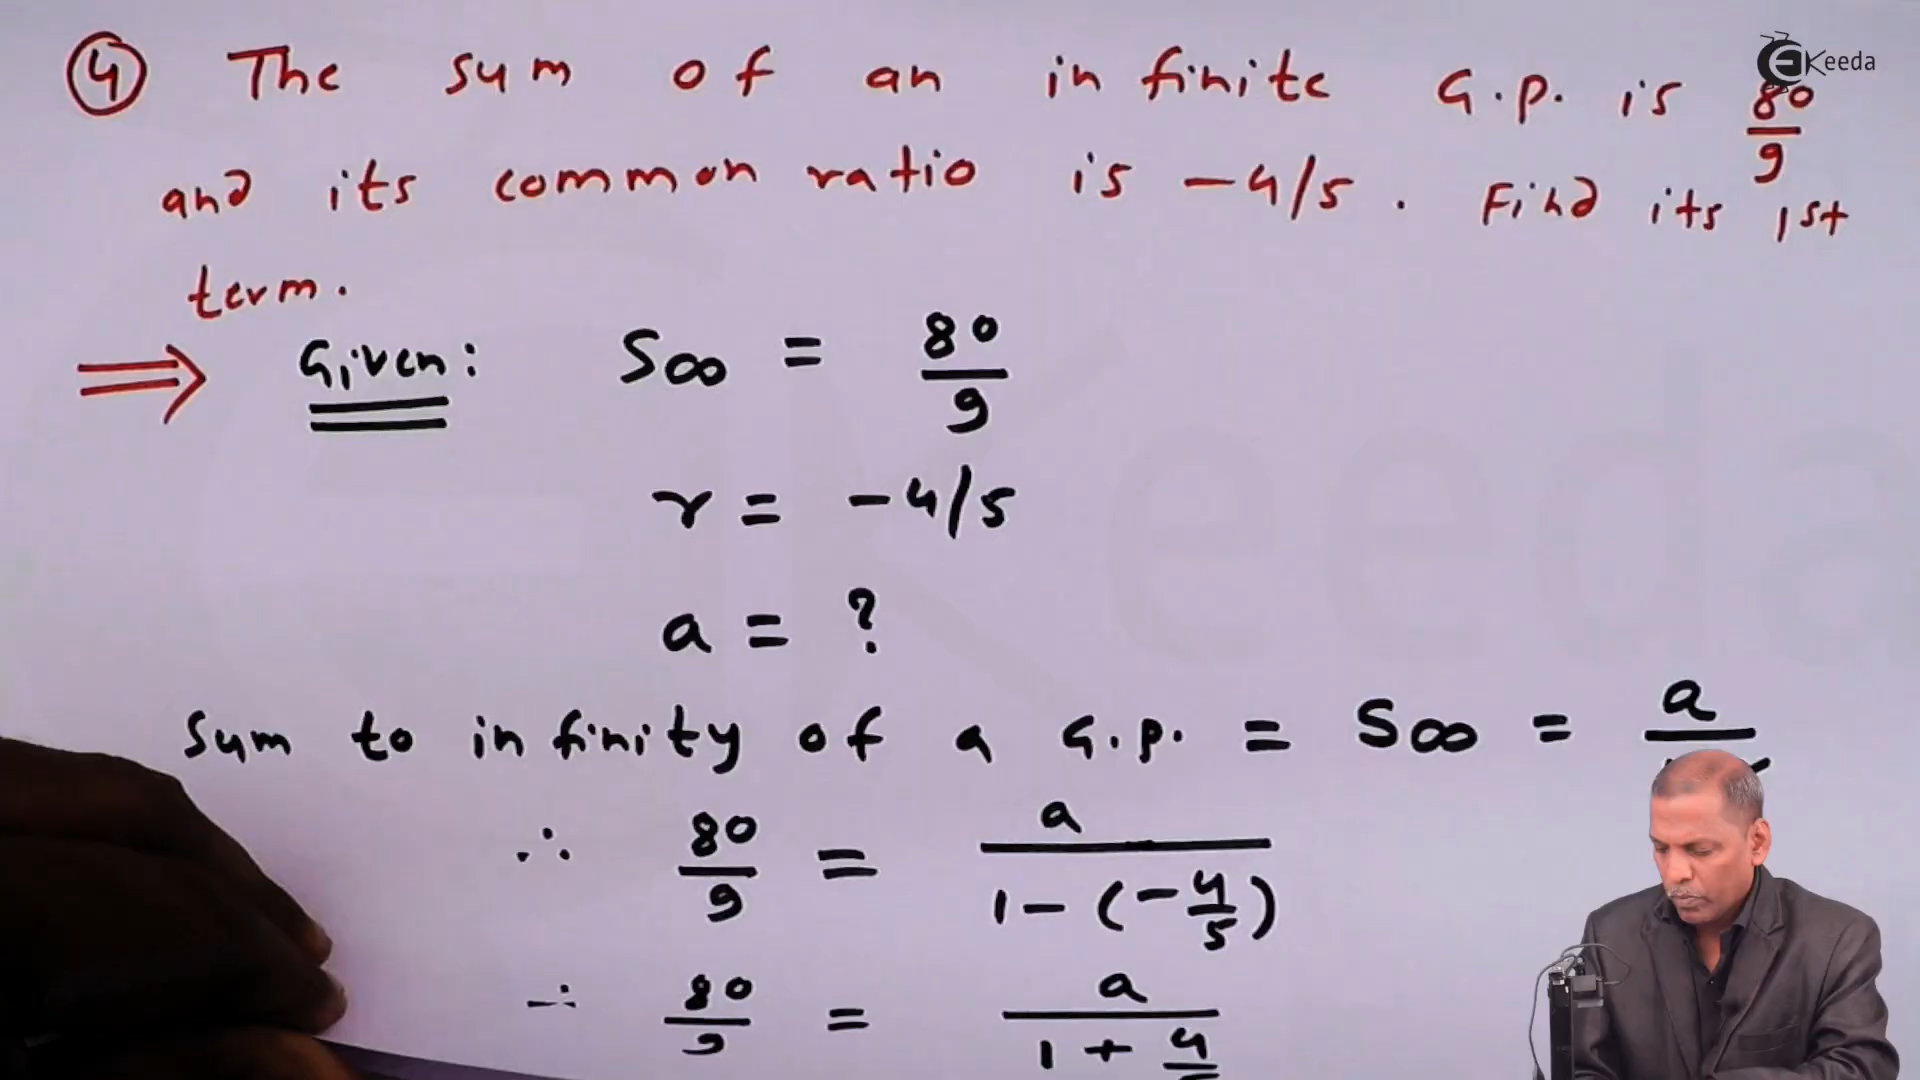 ④ The sum of an infinite G.P. is 80/9
and its common ratio is -4/5. Find its 1st
term.
⇒ Given: S∞ = 80/9
r = -4/5
a = ?
Sum to infinity of a G.P. = S∞ = a
∴ 80/9 = a/(1-(-4/5))
∴ 80/9 = a/(1+4/5
EKeeda
Keeda